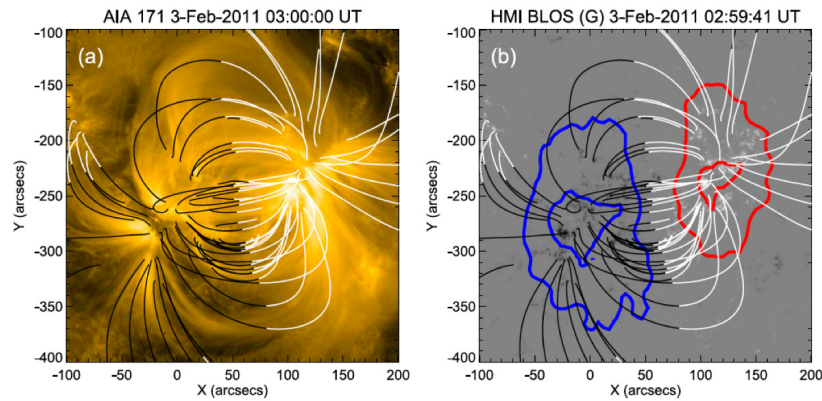 AIA 171 3-Feb-2011 03:00:00 UT
(a)
-100
-150
-200
-250
-300
-350
-400
Y (arcsecs)
-100 -50 0 50 100 150 200
X (arcsecs)
HMI BLOS (G) 3-Feb-2011 02:59:41 UT
(b)
-100
-150
-200
-250
-300
-350
-400
Y (arcsecs)
-100 -50 0 50 100 150 200
X (arcsecs)